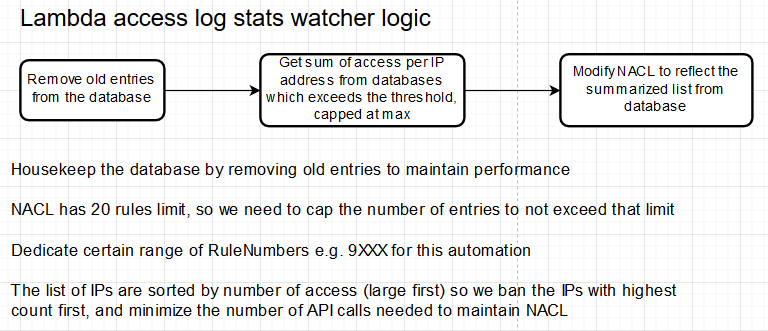 Lambda access log stats watcher logic
Remove old entries
from the database
Get sum of access per IP
address from databases
which exceeds the threshold,
capped at max
Modify NACL to reflect the
summarized list from
database
Housekeep the database by removing old entries to maintain performance
NACL has 20 rules limit, so we need to cap the number of entries to not exceed that limit
Dedicate certain range of RuleNumbers e.g. 9XXX for this automation
The list of IPs are sorted by number of access (large first) so we ban the IPs with highest
count first, and minimize the number of API calls needed to maintain NACL